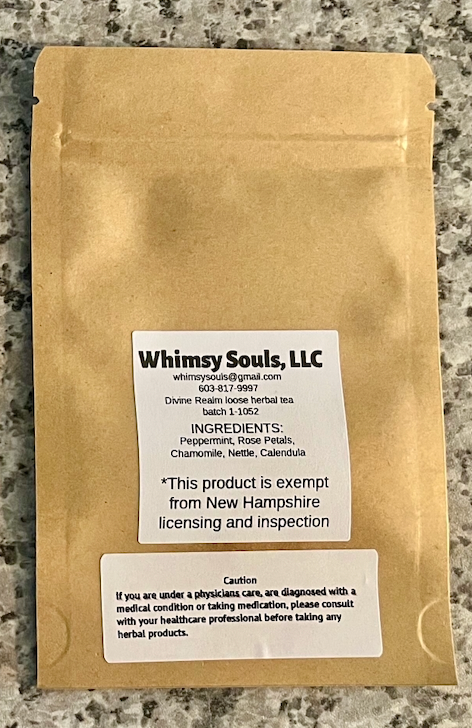 Whimsy Souls, LLC
whimsysouls@gmail.com
603-817-9997
Divine Realm loose herbal tea
batch 1-1052
INGREDIENTS:
Peppermint, Rose Petals,
Chamomile, Nettle, Calendula
*This product is exempt
from New Hampshire
licensing and inspection
Caution
If you are under a physicians care, are diagnosed with a
medical condition or taking medication, please consult
with your healthcare professional before taking any
herbal products.